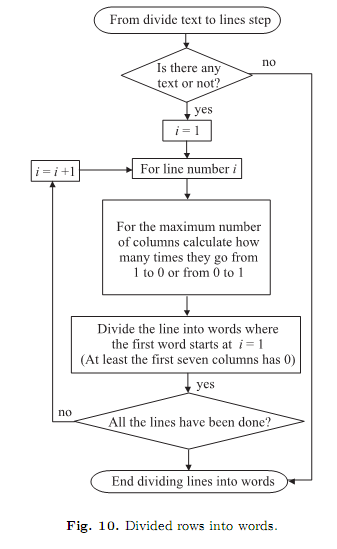 From divide text to lines step
no
Is there any
text or not?
yes
i = 1
i = i +1
For line number i
For the maximum number
of columns calculate how
many times they go from
1 to 0 or from 0 to 1
Divide the line into words where
the first word starts at i = 1
(At least the first seven columns has 0)
yes
no
All the lines have been done?
End dividing lines into words
Fig. 10. Divided rows into words.